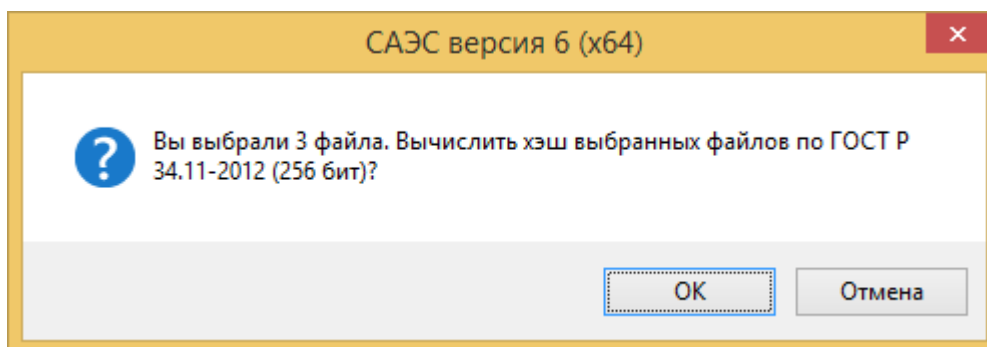 САЭС версия 6 (x64)
Вы выбрали 3 файла. Вычислить хэш выбранных файлов по ГОСТ Р
34.11-2012 (256 бит)?
ОК
Отмена